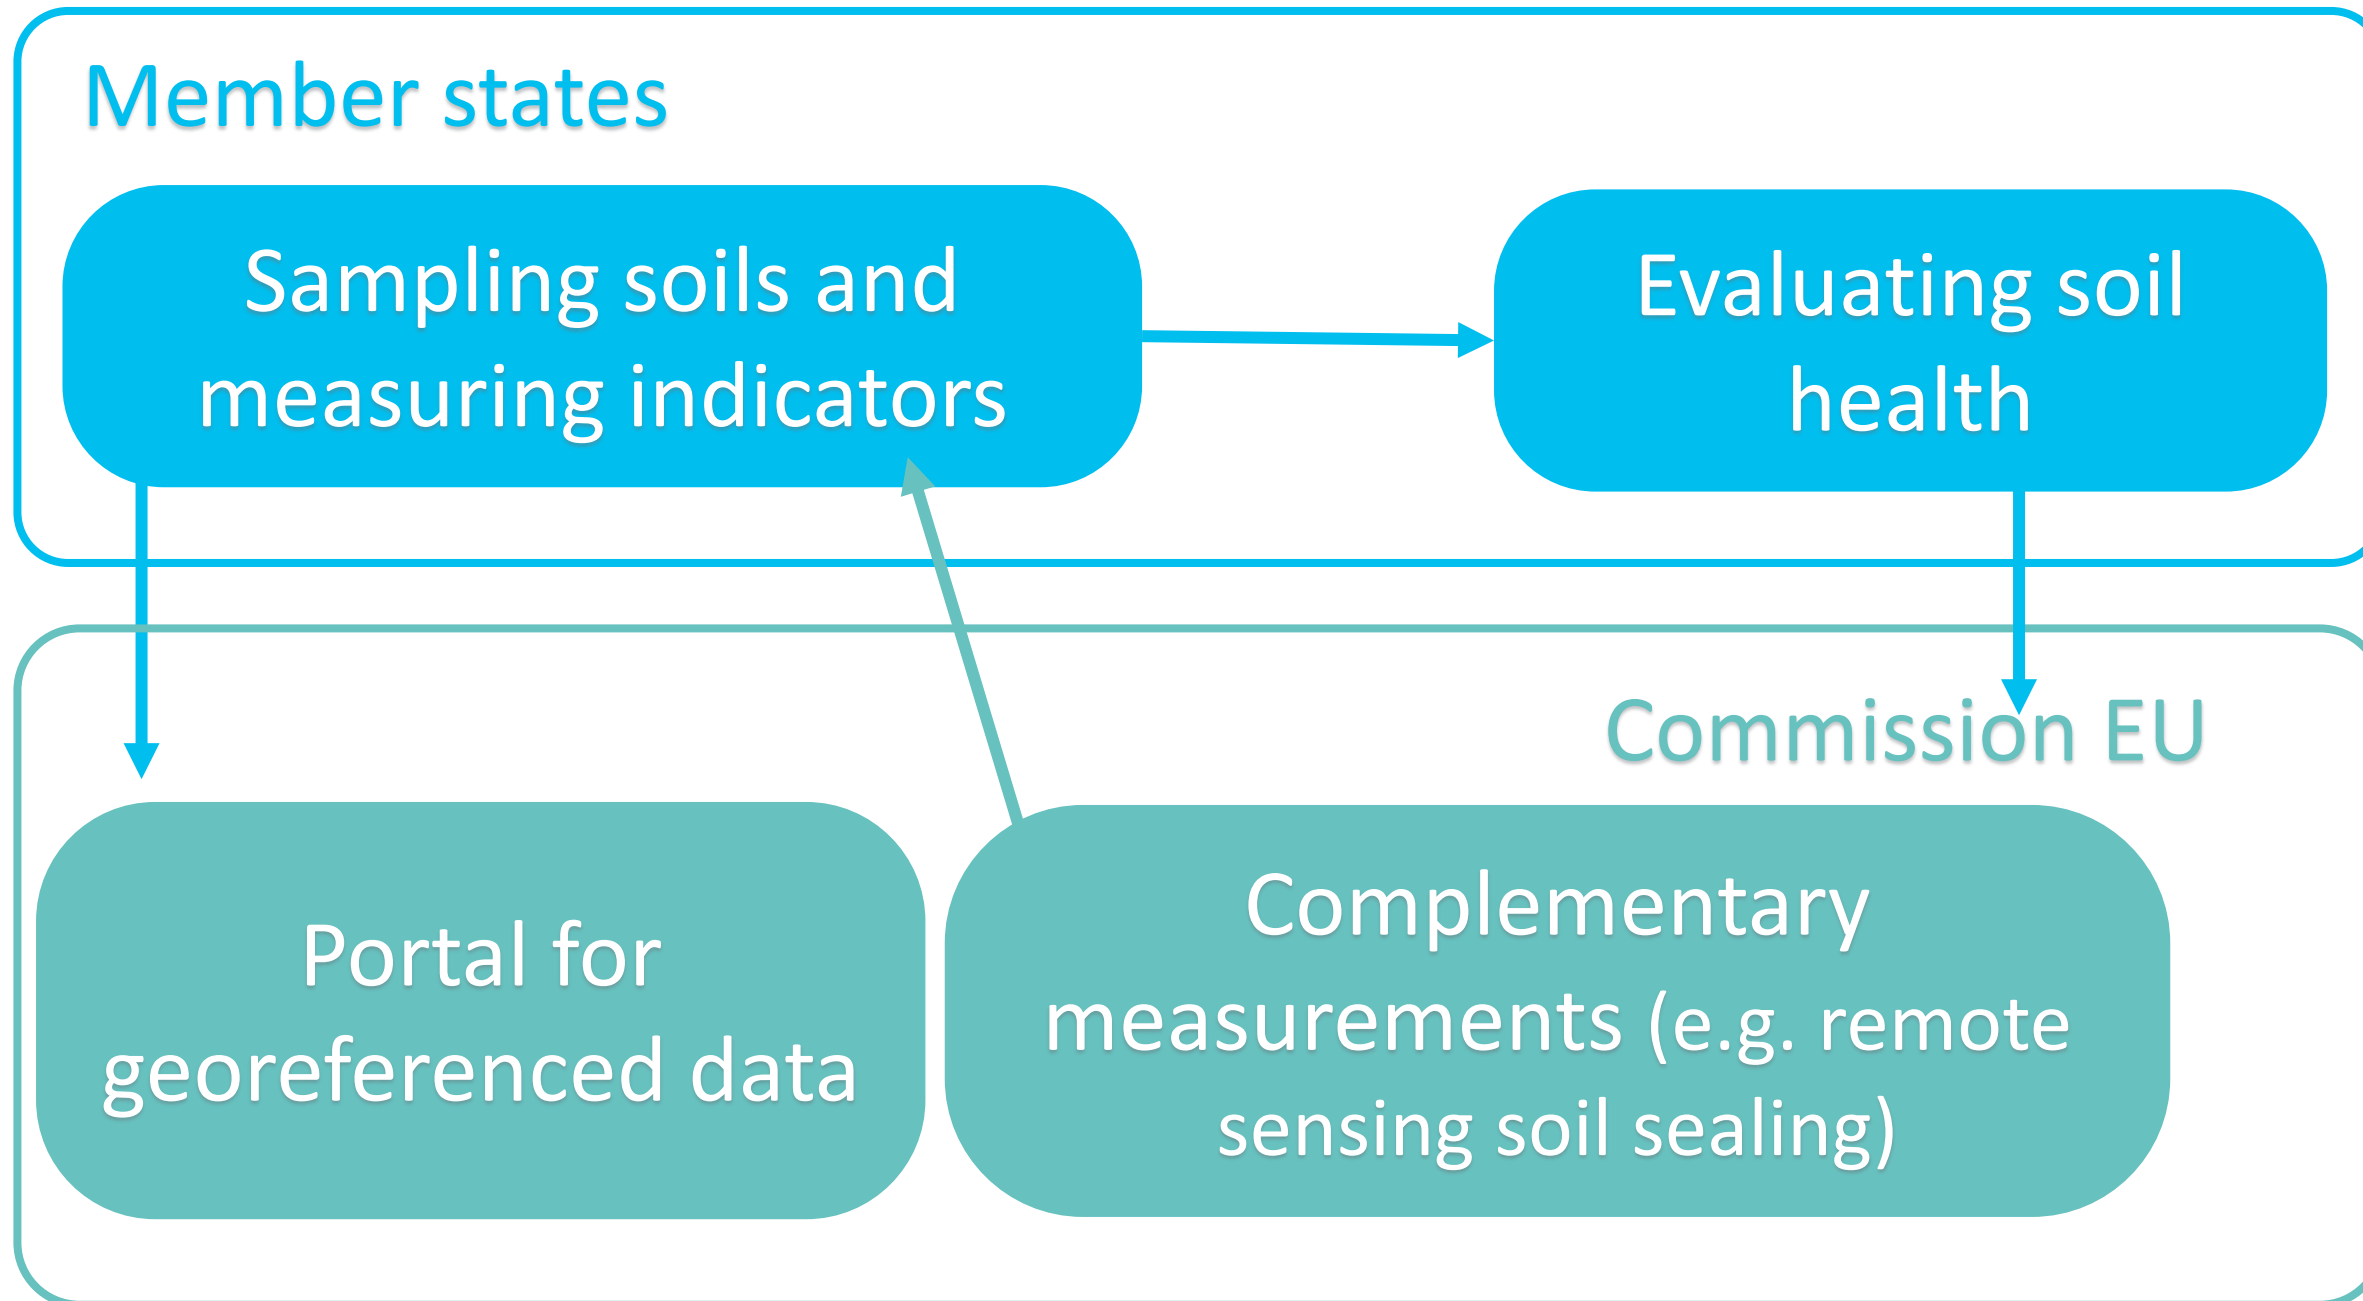 Member states
Sampling soils and
measuring indicators
Evaluating soil
health
Commission EU
Portal for
georeferenced data
Complementary
measurements (e.g. remote
sensing soil sealing)